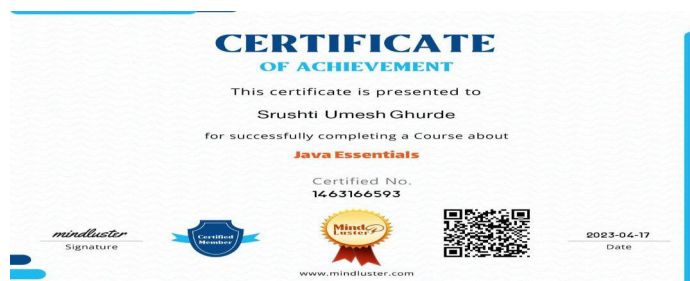 CERTIFICATE
OF ACHIEVEMENT
This certificate is presented to
Srushti Umesh Ghurde
for successfully completing a Course about
Java Essentials
Certified No.
1463166593
mindluster
Signature
Certified
Member
Mind
Luster
2023-04-17
Date
www.mindluster.com